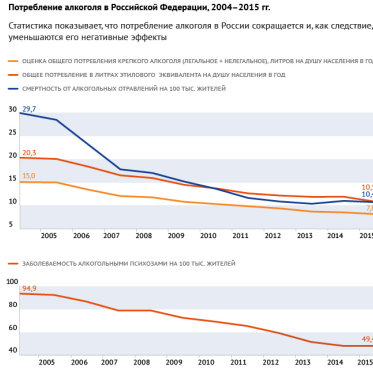 Потребление алкоголя в Российской Федерации, 2004–2015 гг.
Статистика показывает, что потребление алкоголя в России сокращается и, как следствие,
уменьшаются его негативные эффекты
ОЦЕНКА ОБЩЕГО ПОТРЕБЛЕНИЯ КРЕПКОГО АЛКОГОЛЯ (ЛЕГАЛЬНОЕ + НЕЛЕГАЛЬНОЕ), ЛИТРОВ НА ДУШУ НАСЕЛЕНИЯ В ГО
ОБЩЕЕ ПОТРЕБЛЕНИЕ В ЛИТРАХ ЭТИЛОВОГО ЭКВИВАЛЕНТА НА ДУШУ НАСЕЛЕНИЯ В ГОД
СМЕРТНОСТЬ ОТ АЛКОГОЛЬНЫХ ОТРАВЛЕНИЙ НА 100 ТЫС. ЖИТЕЛЕЙ
30 29,7
25
20 20,3
15 15,0
10 10, 10,
5 7,
2005 2006 2007 2008 2009 2010 2011 2012 2013 2014 2015
ЗАБОЛЕВАЕМОСТЬ АЛКОГОЛЬНЫМИ ПСИХОЗАМИ НА 100 ТЫС. ЖИТЕЛЕЙ
100
94,9
80
60
49,
40
2005 2006 2007 2008 2009 2010 2011 2012 2013 2014 2015